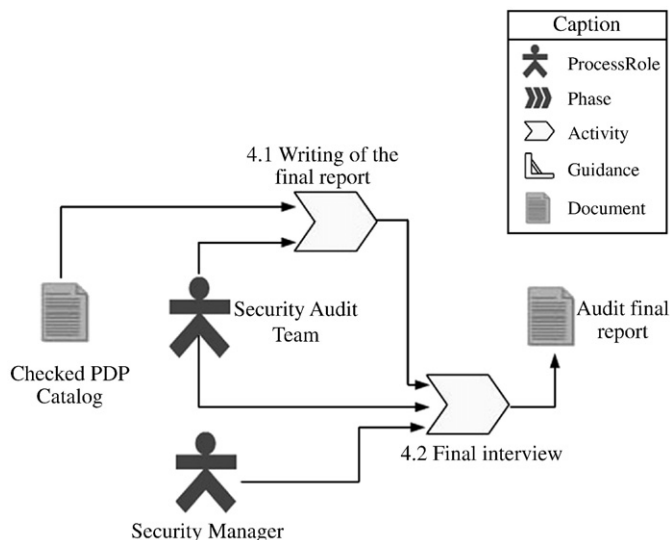 Caption
ProcessRole
Phase
Activity
Guidance
Document
4.1 Writing of the
final report
Security Audit
Team
Audit final
report
Checked PDP
Catalog
4.2 Final interview
Security Manager